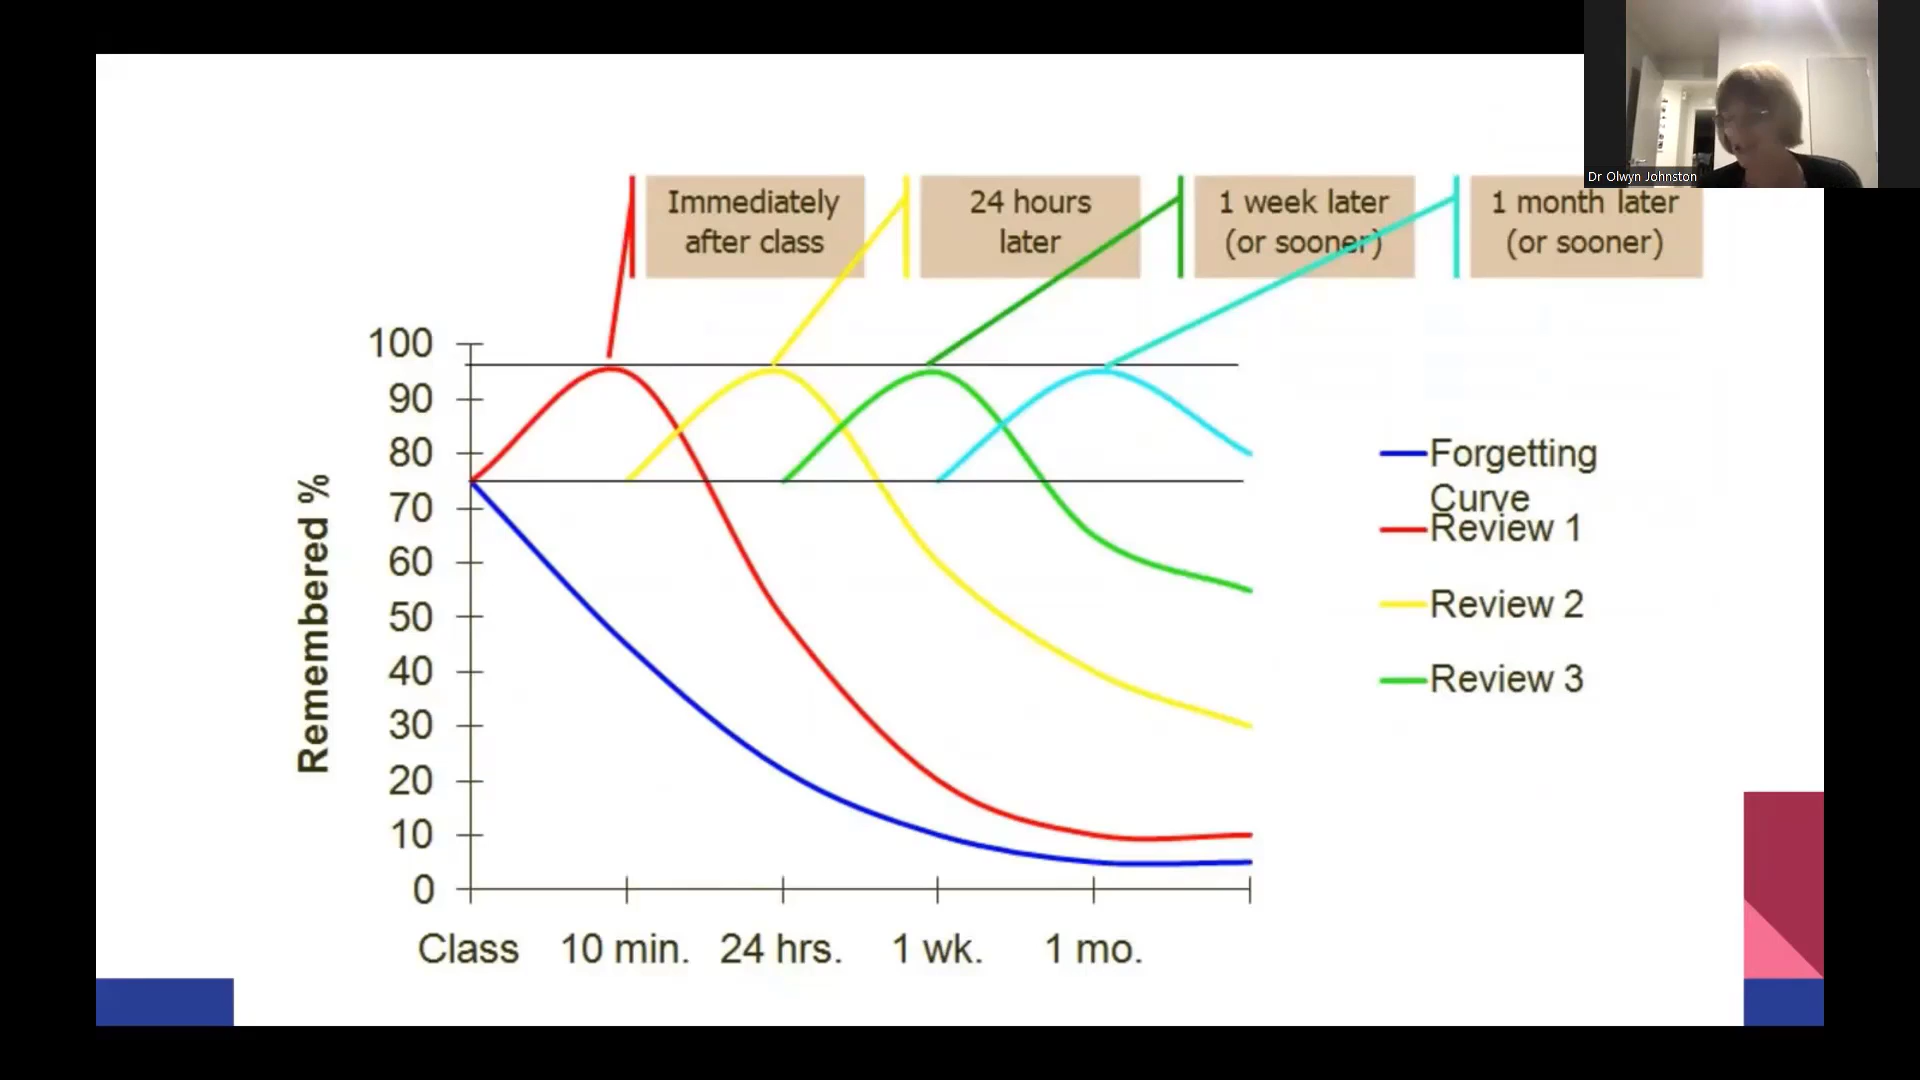 Dr Olwyn Johnston
Immediately
after class
24 hours
later
1 week later
(or sooner)
1 month later
(or sooner)
Remembered %
100
90
80
70
60
50
40
30
20
10
0
Class
10 min.
24 hrs.
1 wk.
1 mo.
Forgetting
Curve
Review 1
Review 2
Review 3